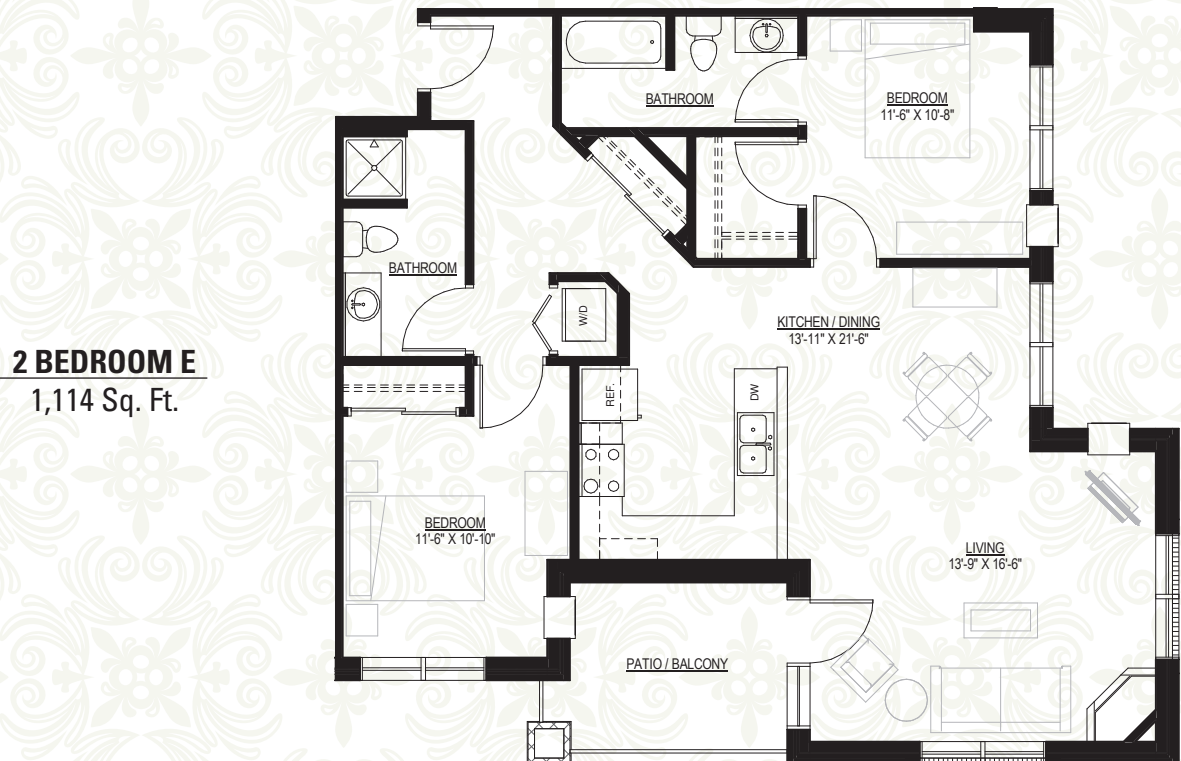 2 BEDROOM E
1,114 Sq. Ft.
BATHROOM
BEDROOM
11'-6" X 10'-8"
BATHROOM
W/D
KITCHEN / DINING
13'-11" X 21'-6"
REF.
DW
BEDROOM
11'-6" X 10'-10"
LIVING
13'-9" X 16'-6"
PATIO / BALCONY